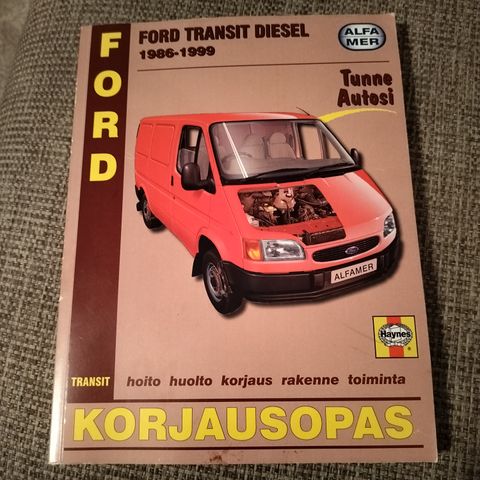 FORD
FORD TRANSIT DIESEL
1986-1999
ALFA
MER
Tunne
Autosi
ALFAMER
Haynes
TRANSIT
hoito huolto korjaus rakenne toiminta
KORJAUSOPAS